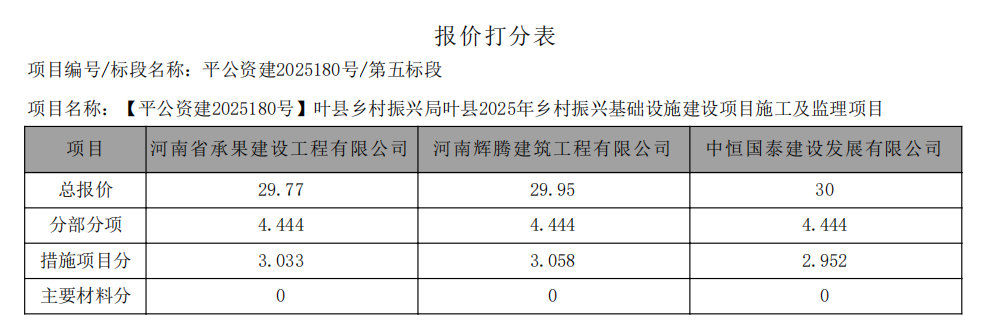 报价打分表
项目编号/标段名称：平公资建2025180号/第五标段
项目名称：【平公资建2025180号】叶县乡村振兴局叶县2025年乡村振兴基础设施建设项目施工及监理项目
项目 河南省承果建设工程有限公司 河南辉腾建筑工程有限公司 中恒国泰建设发展有限公司
总报价 29.77 29.95 30
分部分项 4.444 4.444 4.444
措施项目分 3.033 3.058 2.952
主要材料分 0 0 0